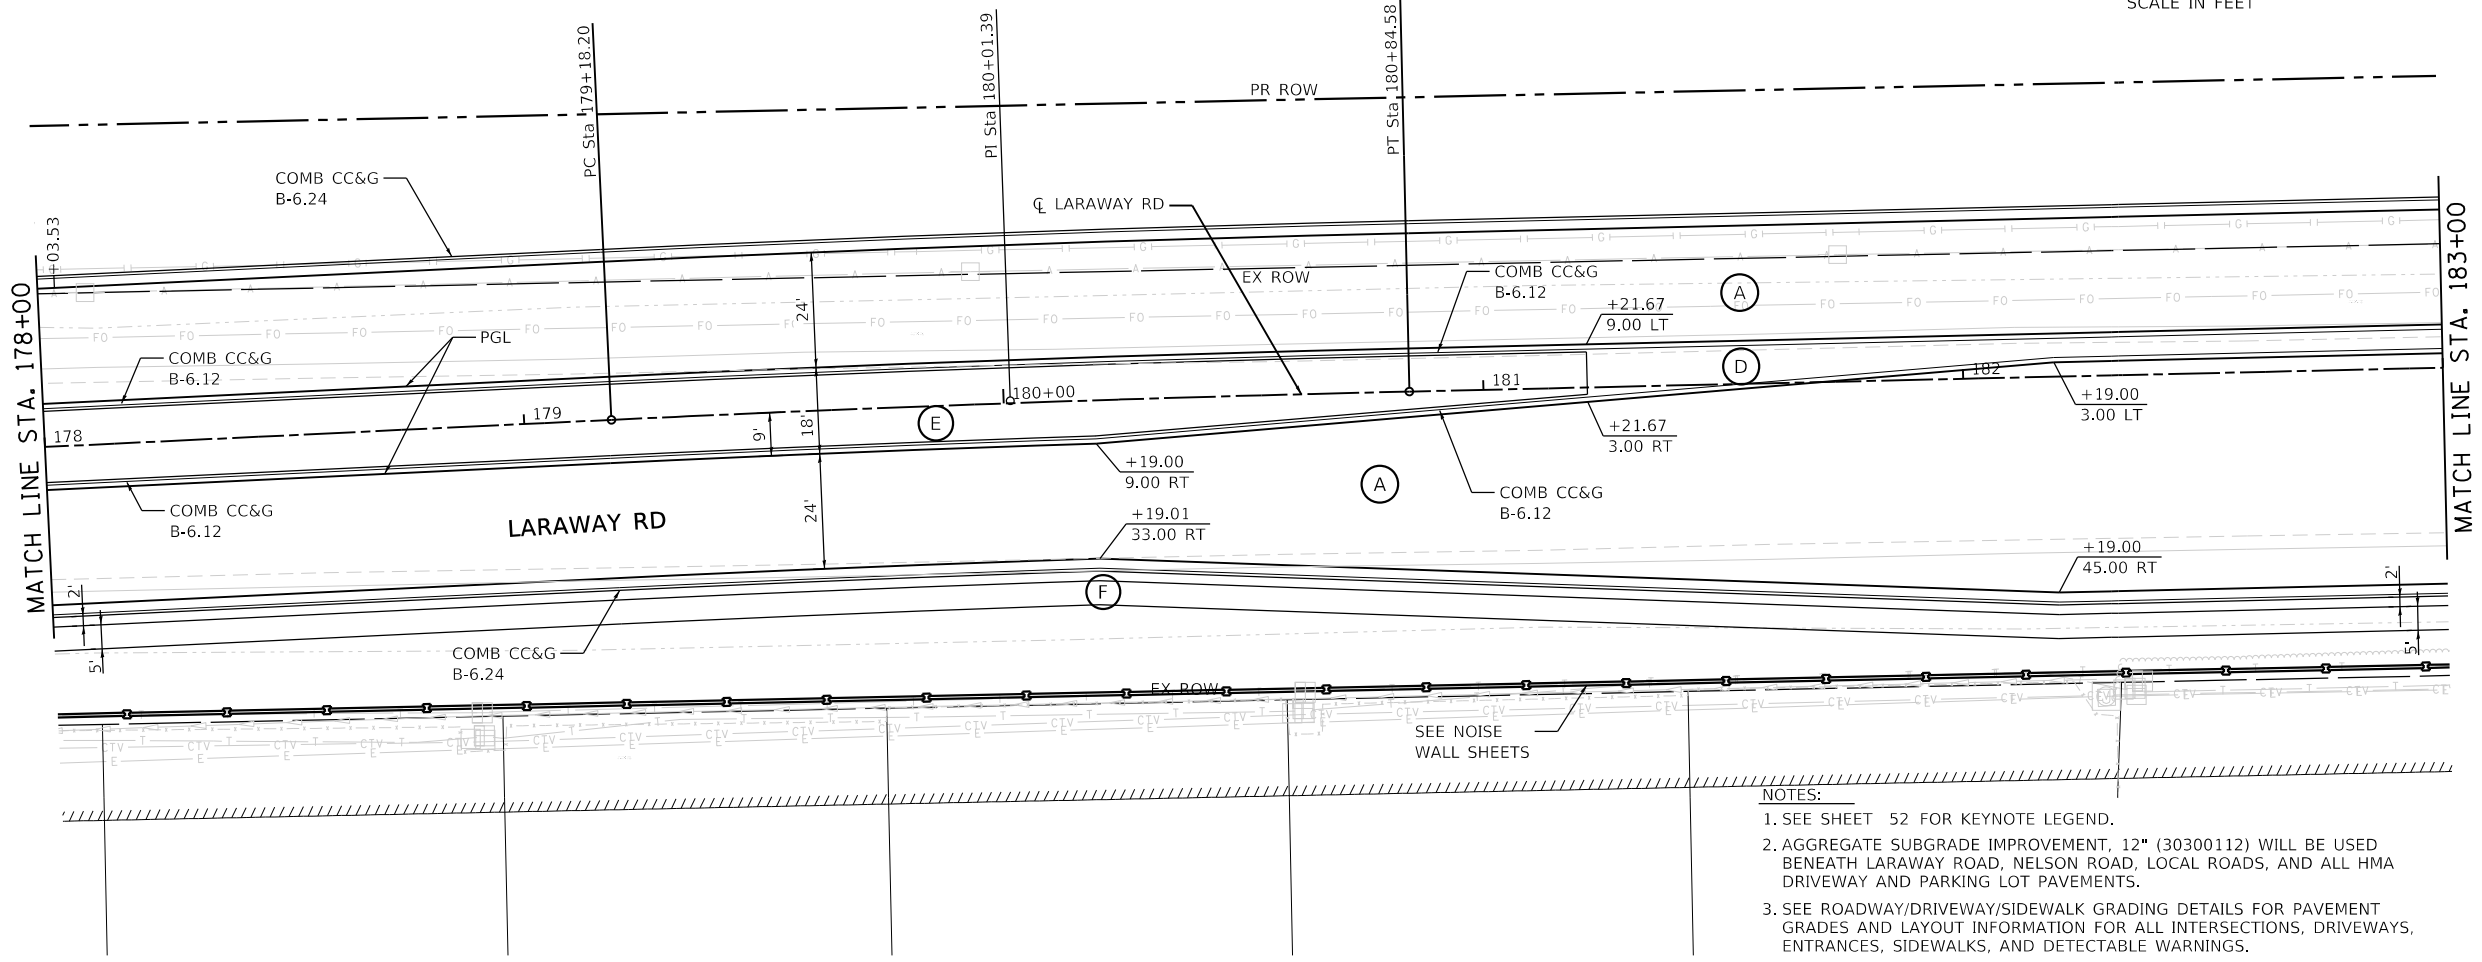 SCALE IN FEET
PC Sta 179+18.20
PI Sta 180+01.39
PT Sta 180+84.58
PR ROW
COMB CC&G
B-6.24
+03.53
℄ LARAWAY RD
EX ROW
COMB CC&G
B-6.12
+21.67
9.00 LT
A
24'
PGL
COMB CC&G
B-6.12
D
178
179
180+00
181
182
E
9'
18'
+19.00
3.00 LT
+21.67
3.00 RT
+19.00
9.00 RT
A
COMB CC&G
B-6.12
COMB CC&G
B-6.12
LARAWAY RD
24'
+19.01
33.00 RT
+19.00
45.00 RT
F
2'
5'
2'
5'
COMB CC&G
B-6.24
EX ROW
SEE NOISE
WALL SHEETS
MATCH LINE STA. 178+00
MATCH LINE STA. 183+00
NOTES:
1. SEE SHEET 52 FOR KEYNOTE LEGEND.
2. AGGREGATE SUBGRADE IMPROVEMENT, 12" (30300112) WILL BE USED
BENEATH LARAWAY ROAD, NELSON ROAD, LOCAL ROADS, AND ALL HMA
DRIVEWAY AND PARKING LOT PAVEMENTS.
3. SEE ROADWAY/DRIVEWAY/SIDEWALK GRADING DETAILS FOR PAVEMENT
GRADES AND LAYOUT INFORMATION FOR ALL INTERSECTIONS, DRIVEWAYS,
ENTRANCES, SIDEWALKS, AND DETECTABLE WARNINGS.